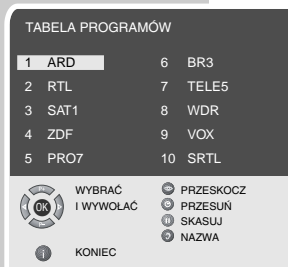 TABELA PROGRAMÓW
1 ARD
2 RTL
3 SAT1
4 ZDF
5 PRO7
6 BR3
7 TELE5
8 WDR
9 VOX
10 SRTL
WYBRAĆ
I WYWOŁAĆ
OK
PRZESKOCZ
PRZESUŃ
SKASUJ
NAZWA
KONIEC